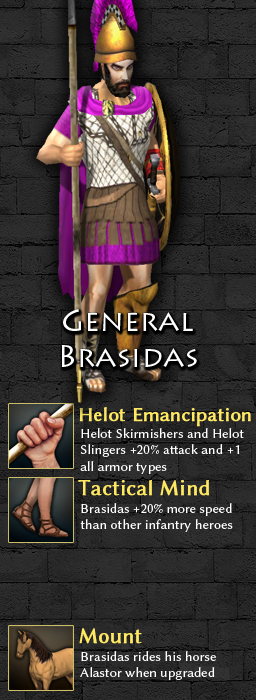 General
Brasidas
Helot Emancipation
Helot Skirmishers and Helot
Slingers +20% attack and +1
all armor types
Tactical Mind
Brasidas +20% more speed
than other infantry heroes
Mount
Brasidas rides his horse
Alastor when upgraded